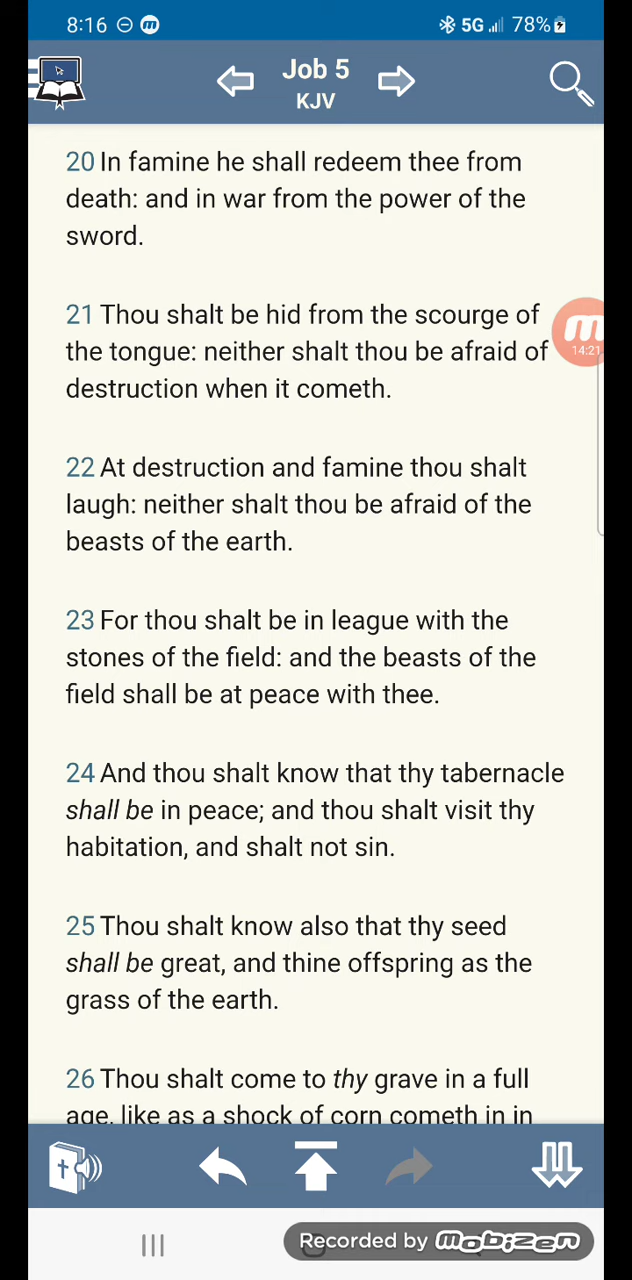 8:16
5G 78%
Job 5
KJV
20 In famine he shall redeem thee from
death: and in war from the power of the
sword.
21 Thou shalt be hid from the scourge of
the tongue: neither shalt thou be afraid of
destruction when it cometh.
14:21
22 At destruction and famine thou shalt
laugh: neither shalt thou be afraid of the
beasts of the earth.
23 For thou shalt be in league with the
stones of the field: and the beasts of the
field shall be at peace with thee.
24 And thou shalt know that thy tabernacle
shall be in peace; and thou shalt visit thy
habitation, and shalt not sin.
25 Thou shalt know also that thy seed
shall be great, and thine offspring as the
grass of the earth.
26 Thou shalt come to thy grave in a full
age, like as a shock of corn cometh in in
Recorded by mobizen